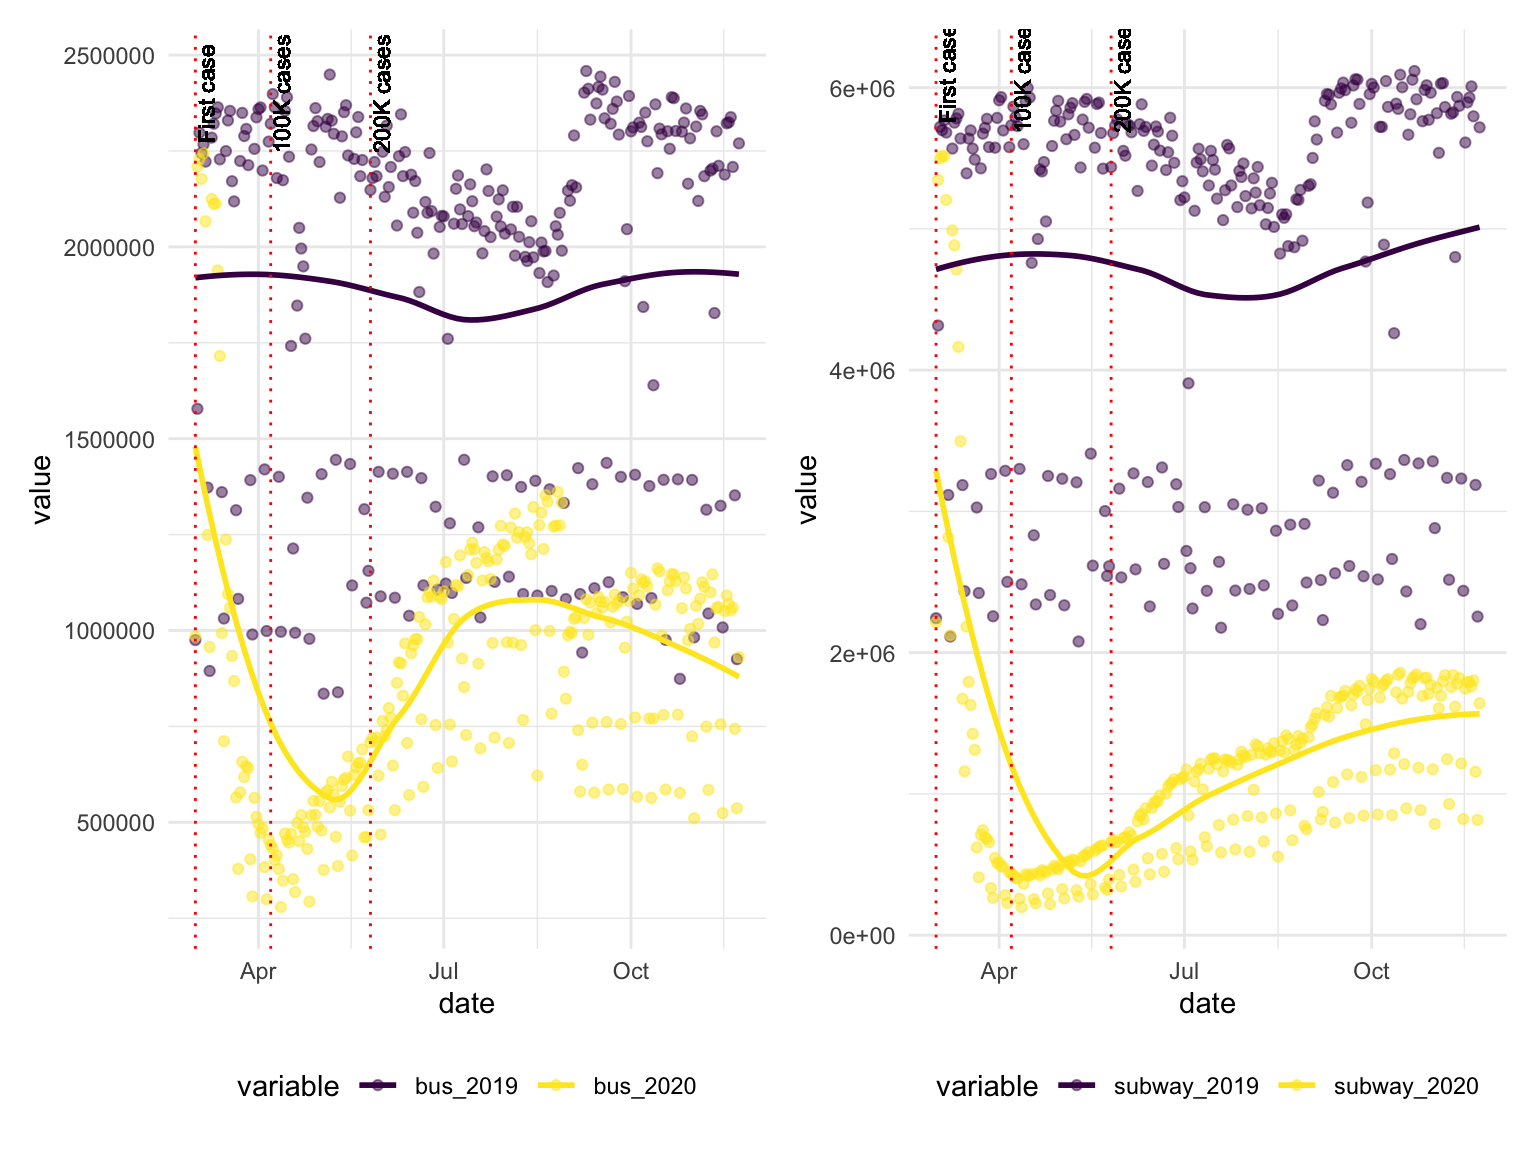 First case
100K cases
200K cases
2500000
2000000
1500000
1000000
500000
value
Apr
Jul
Oct
date
variable
bus_2019
bus_2020
First case
100K case
200K case
6e+06
4e+06
2e+06
0e+00
value
Apr
Jul
Oct
date
variable
subway_2019
subway_2020